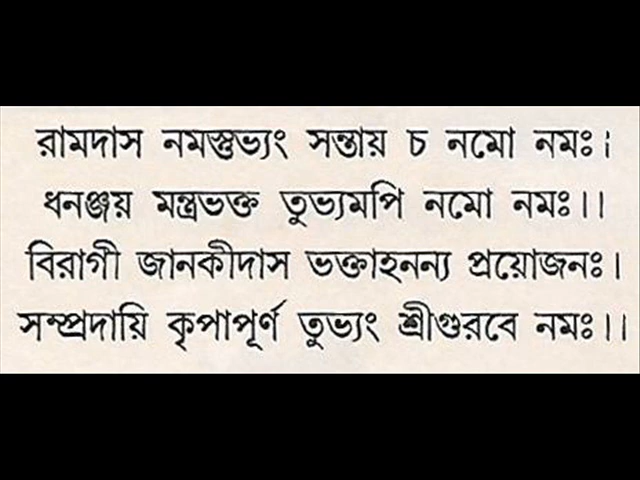 রামদাস নমস্তুভ্যং সন্তায় চ নমো নমঃ।
ধনঞ্জয় মন্ত্রভক্ত তুভ্যমপি নমো নমঃ।।
বিরাগী জানকীদাস ভক্তাহনন্য প্রয়োজনঃ।
সম্প্রদায়ি কৃপাপূর্ণ তুভ্যং শ্রীগুরবে নমঃ।।